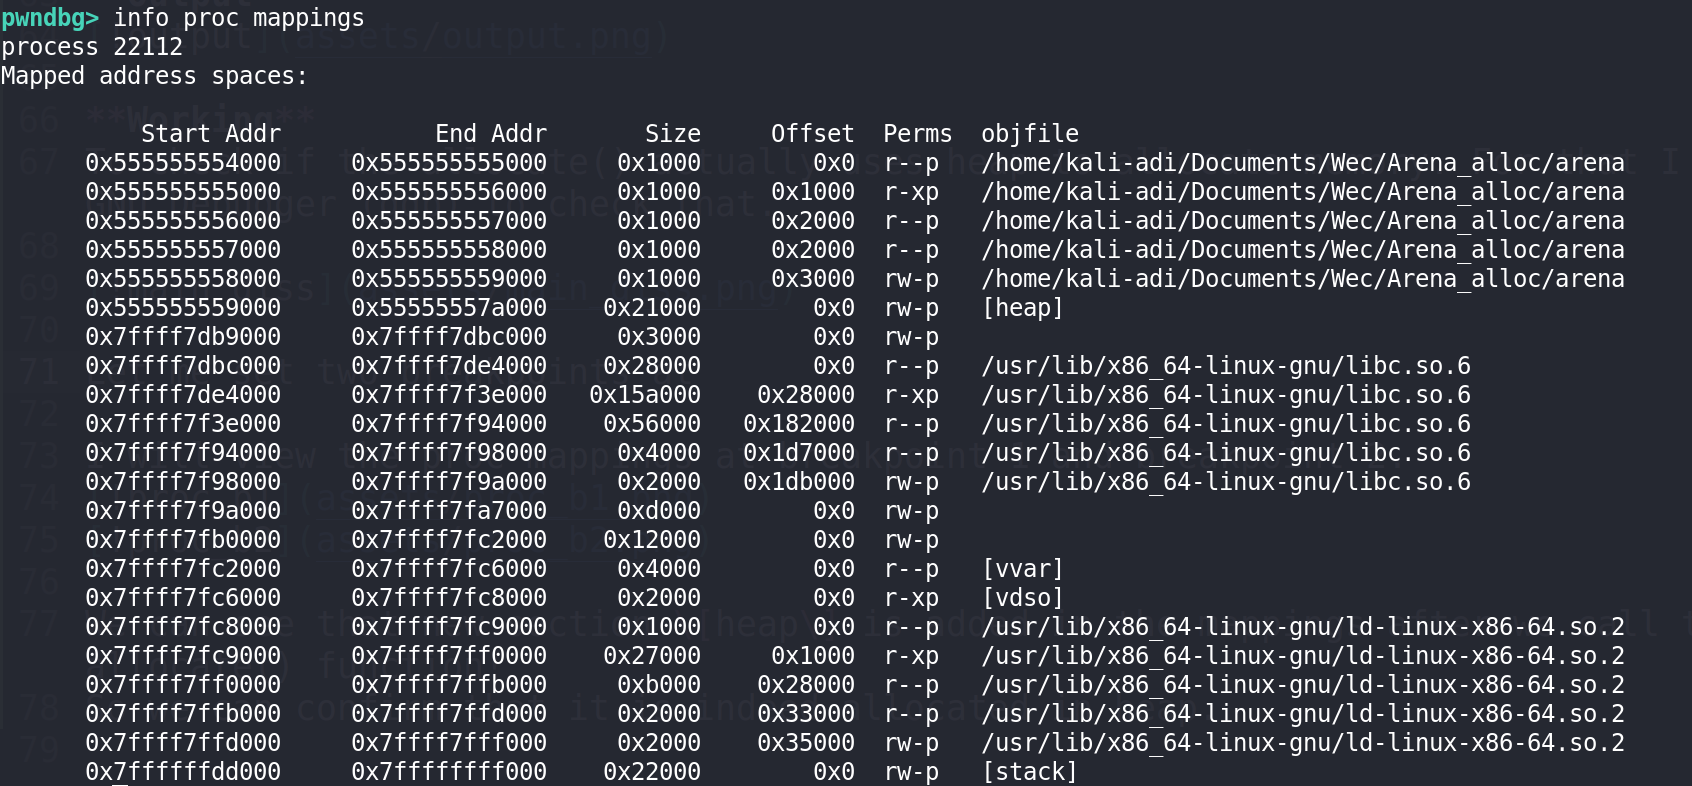 pwndbg> info proc mappings
process 22112
Mapped address spaces:
Start Addr End Addr Size Offset Perms objfile
0x555555554000 0x555555555000 0x1000 0x0 r--p /home/kali-adi/Documents/Wec/Arena_alloc/arena
0x555555555000 0x555555556000 0x1000 0x1000 r-xp /home/kali-adi/Documents/Wec/Arena_alloc/arena
0x555555556000 0x555555557000 0x1000 0x2000 r--p /home/kali-adi/Documents/Wec/Arena_alloc/arena
0x555555557000 0x555555558000 0x1000 0x2000 r--p /home/kali-adi/Documents/Wec/Arena_alloc/arena
0x555555558000 0x555555559000 0x1000 0x3000 rw-p /home/kali-adi/Documents/Wec/Arena_alloc/arena
0x555555559000 0x55555557a000 0x21000 0x0 rw-p [heap]
0x7ffff7db9000 0x7ffff7dbc000 0x3000 0x0 rw-p
0x7ffff7dbc000 0x7ffff7de4000 0x28000 0x0 r--p /usr/lib/x86_64-linux-gnu/libc.so.6
0x7ffff7de4000 0x7ffff7f3e000 0x15a000 0x28000 r-xp /usr/lib/x86_64-linux-gnu/libc.so.6
0x7ffff7f3e000 0x7ffff7f94000 0x56000 0x182000 r--p /usr/lib/x86_64-linux-gnu/libc.so.6
0x7ffff7f94000 0x7ffff7f98000 0x4000 0x1d7000 r--p /usr/lib/x86_64-linux-gnu/libc.so.6
0x7ffff7f98000 0x7ffff7f9a000 0x2000 0x1db000 rw-p /usr/lib/x86_64-linux-gnu/libc.so.6
0x7ffff7f9a000 0x7ffff7fa7000 0xd000 0x0 rw-p
0x7ffff7fb0000 0x7ffff7fc2000 0x12000 0x0 rw-p
0x7ffff7fc2000 0x7ffff7fc6000 0x4000 0x0 r--p [vvar]
0x7ffff7fc6000 0x7ffff7fc8000 0x2000 0x0 r-xp [vdso]
0x7ffff7fc8000 0x7ffff7fc9000 0x1000 0x0 r--p /usr/lib/x86_64-linux-gnu/ld-linux-x86-64.so.2
0x7ffff7fc9000 0x7ffff7ff0000 0x27000 0x1000 r-xp /usr/lib/x86_64-linux-gnu/ld-linux-x86-64.so.2
0x7ffff7ff0000 0x7ffff7ffb000 0xb000 0x28000 r--p /usr/lib/x86_64-linux-gnu/ld-linux-x86-64.so.2
0x7ffff7ffb000 0x7ffff7ffd000 0x2000 0x33000 r--p /usr/lib/x86_64-linux-gnu/ld-linux-x86-64.so.2
0x7ffff7ffd000 0x7ffff7fff000 0x2000 0x35000 rw-p /usr/lib/x86_64-linux-gnu/ld-linux-x86-64.so.2
0x7ffffffdd000 0x7ffffffff000 0x22000 0x0 rw-p [stack]